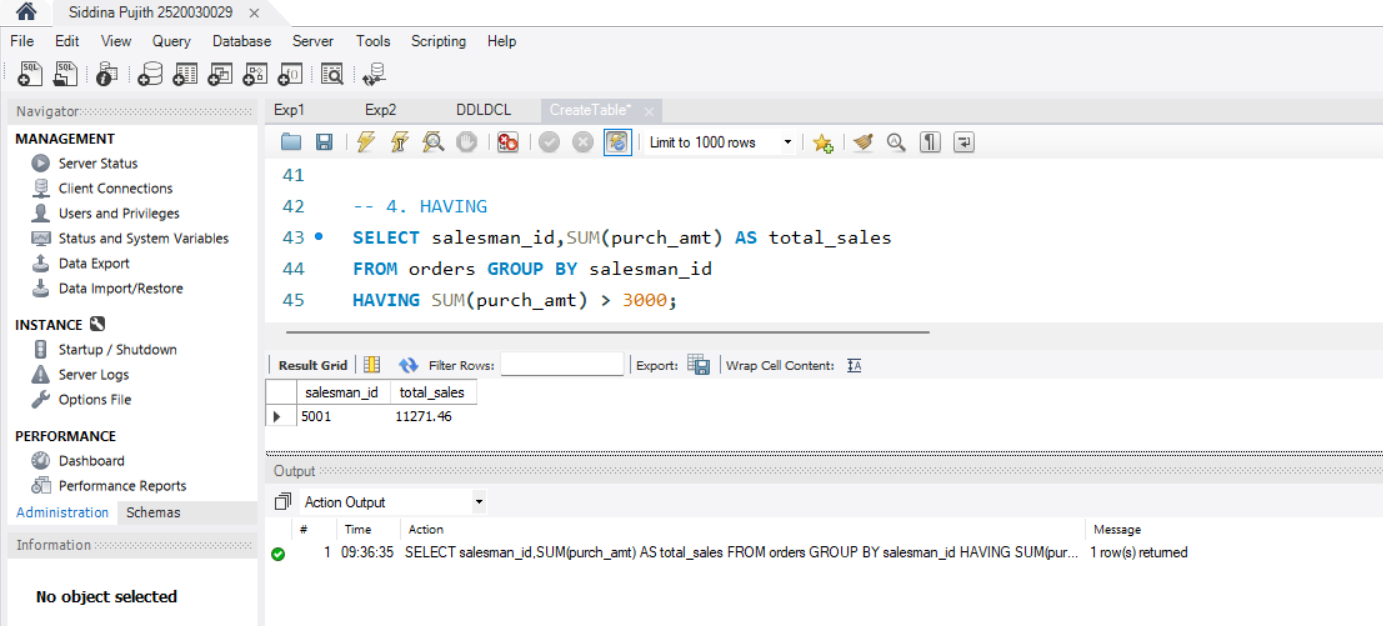 Siddina Pujith 2520030029
File Edit View Query Database Server Tools Scripting Help
Navigator
MANAGEMENT
Server Status
Client Connections
Users and Privileges
Status and System Variables
Data Export
Data Import/Restore
INSTANCE
Startup / Shutdown
Server Logs
Options File
PERFORMANCE
Dashboard
Performance Reports
Administration Schemas
Information
No object selected
Exp1 Exp2 DDLDCL CreateTable*
Limit to 1000 rows
41
42 -- 4. HAVING
43 SELECT salesman_id,SUM(purch_amt) AS total_sales
44 FROM orders GROUP BY salesman_id
45 HAVING SUM(purch_amt) > 3000;
Result Grid Filter Rows: Export: Wrap Cell Content:
salesman_id total_sales
5001 11271.46
Output
Action Output
# Time Action Message
1 09:36:35 SELECT salesman_id,SUM(purch_amt) AS total_sales FROM orders GROUP BY salesman_id HAVING SUM(pur... 1 row(s) returned